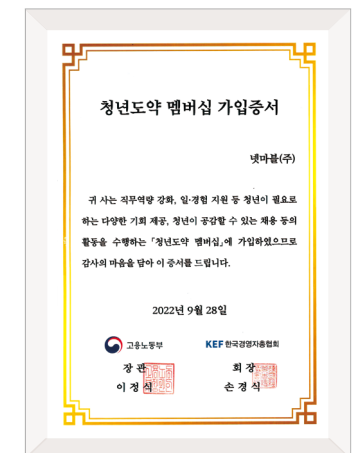 청년도약 멤버십 가입증서
넷마블(주)
귀 사는 직무역량 강화, 일·경험 지원 등 청년이 필요로
하는 다양한 기회 제공, 청년이 공감할 수 있는 채용 등의
활동을 수행하는 「청년도약 멤버십」에 가입하였으므로
감사의 마음을 담아 이 증서를 드립니다.
2022년 9월 28일
고용노동부
KEF 한국경영자총협회
장 관
회 장
이 정 식
손 경 식